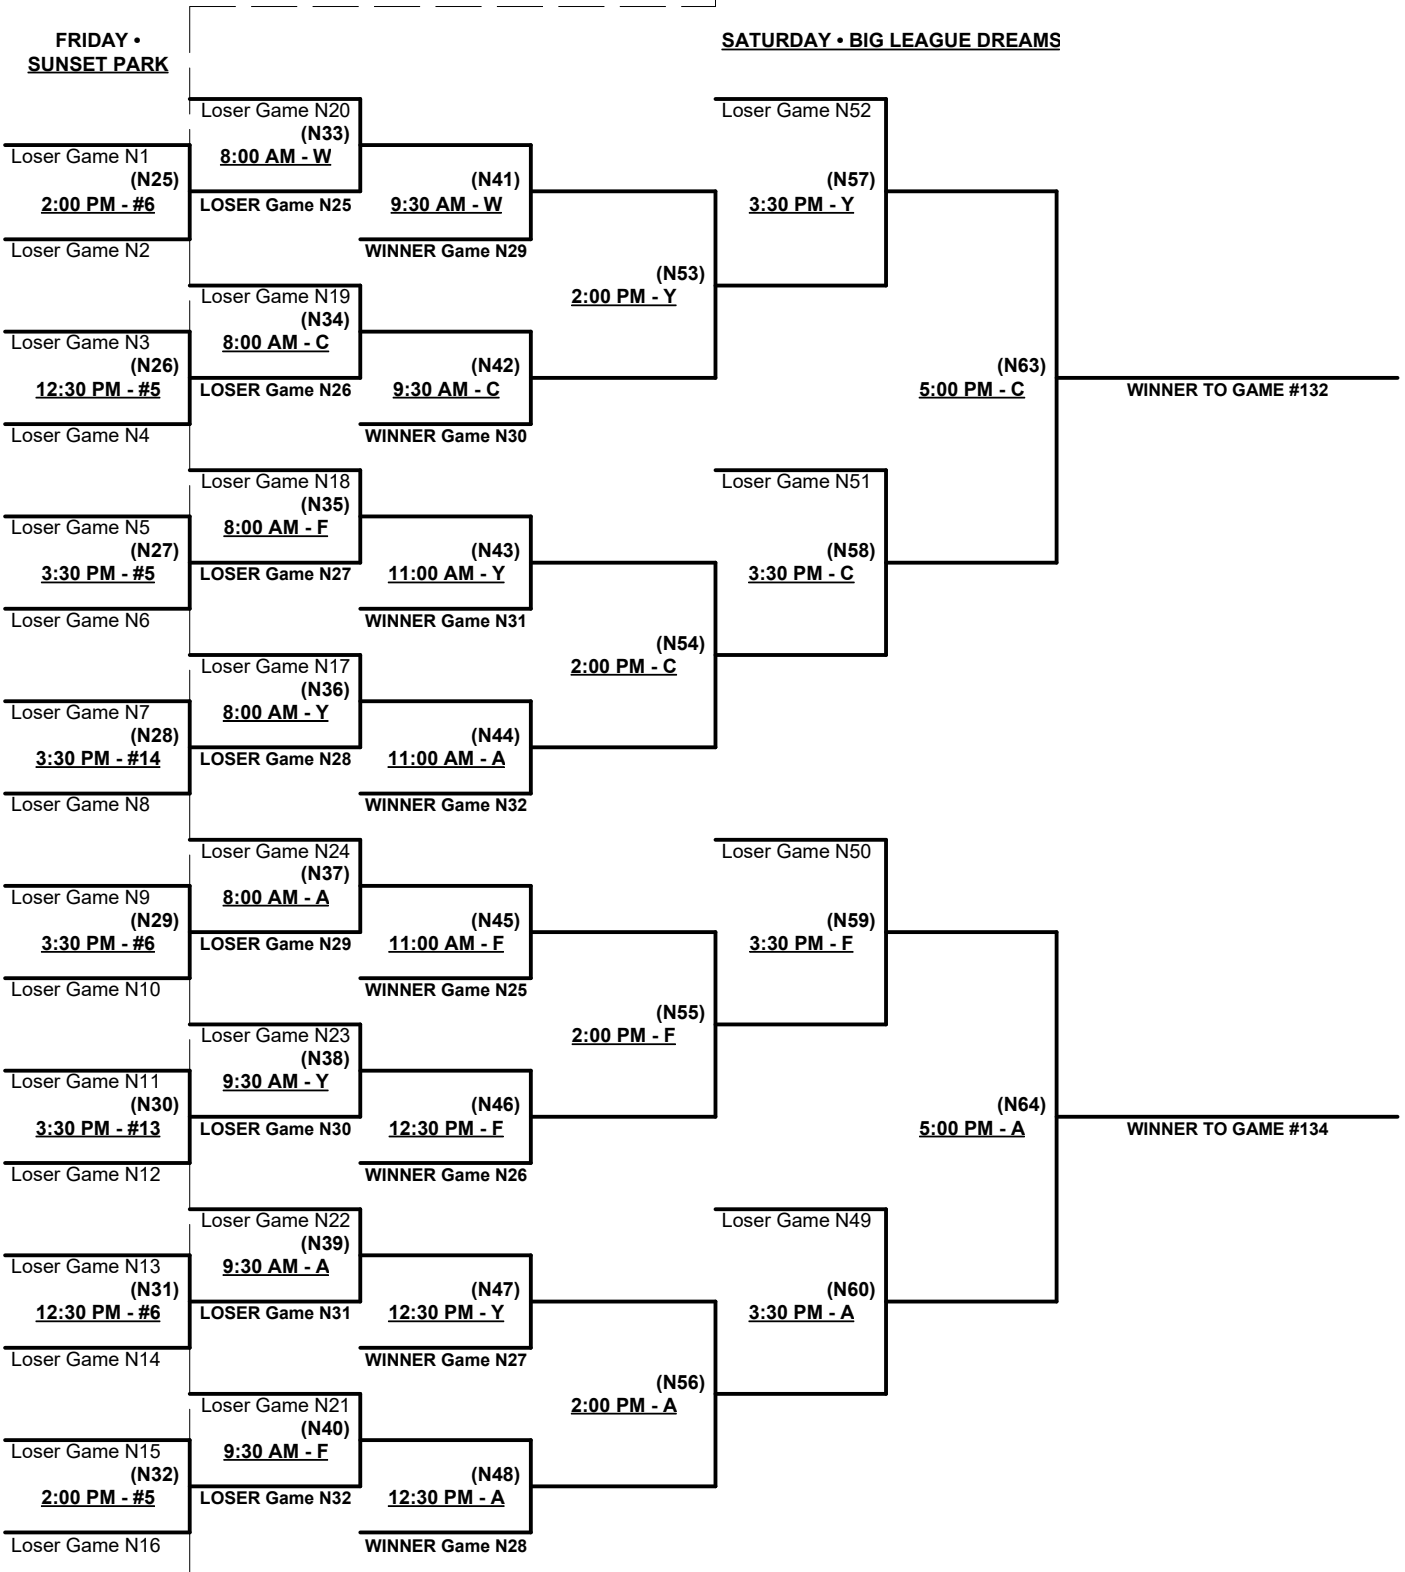 FRIDAY •
SUNSET PARK
SATURDAY • BIG LEAGUE DREAMS
Loser Game N1
(N25)
2:00 PM - #6
Loser Game N2
Loser Game N3
(N26)
12:30 PM - #5
Loser Game N4
Loser Game N5
(N27)
3:30 PM - #5
Loser Game N6
Loser Game N7
(N28)
3:30 PM - #14
Loser Game N8
Loser Game N9
(N29)
3:30 PM - #6
Loser Game N10
Loser Game N11
(N30)
3:30 PM - #13
Loser Game N12
Loser Game N13
(N31)
12:30 PM - #6
Loser Game N14
Loser Game N15
(N32)
2:00 PM - #5
Loser Game N16
Loser Game N20
(N33)
8:00 AM - W
LOSER Game N25
Loser Game N19
(N34)
8:00 AM - C
LOSER Game N26
Loser Game N18
(N35)
8:00 AM - F
LOSER Game N27
Loser Game N17
(N36)
8:00 AM - Y
LOSER Game N28
Loser Game N24
(N37)
8:00 AM - A
LOSER Game N29
Loser Game N23
(N38)
9:30 AM - Y
LOSER Game N30
Loser Game N22
(N39)
9:30 AM - A
LOSER Game N31
Loser Game N21
(N40)
9:30 AM - F
LOSER Game N32
(N41)
9:30 AM - W
WINNER Game N29
(N42)
9:30 AM - C
WINNER Game N30
(N43)
11:00 AM - Y
WINNER Game N31
(N44)
11:00 AM - A
WINNER Game N32
(N45)
11:00 AM - F
WINNER Game N25
(N46)
12:30 PM - F
WINNER Game N26
(N47)
12:30 PM - Y
WINNER Game N27
(N48)
12:30 PM - A
WINNER Game N28
(N53)
2:00 PM - Y
(N54)
2:00 PM - C
(N55)
2:00 PM - F
(N56)
2:00 PM - A
Loser Game N52
(N57)
3:30 PM - Y
Loser Game N51
(N58)
3:30 PM - C
Loser Game N50
(N59)
3:30 PM - F
Loser Game N49
(N60)
3:30 PM - A
(N63)
5:00 PM - C
(N64)
5:00 PM - A
WINNER TO GAME #132
WINNER TO GAME #134